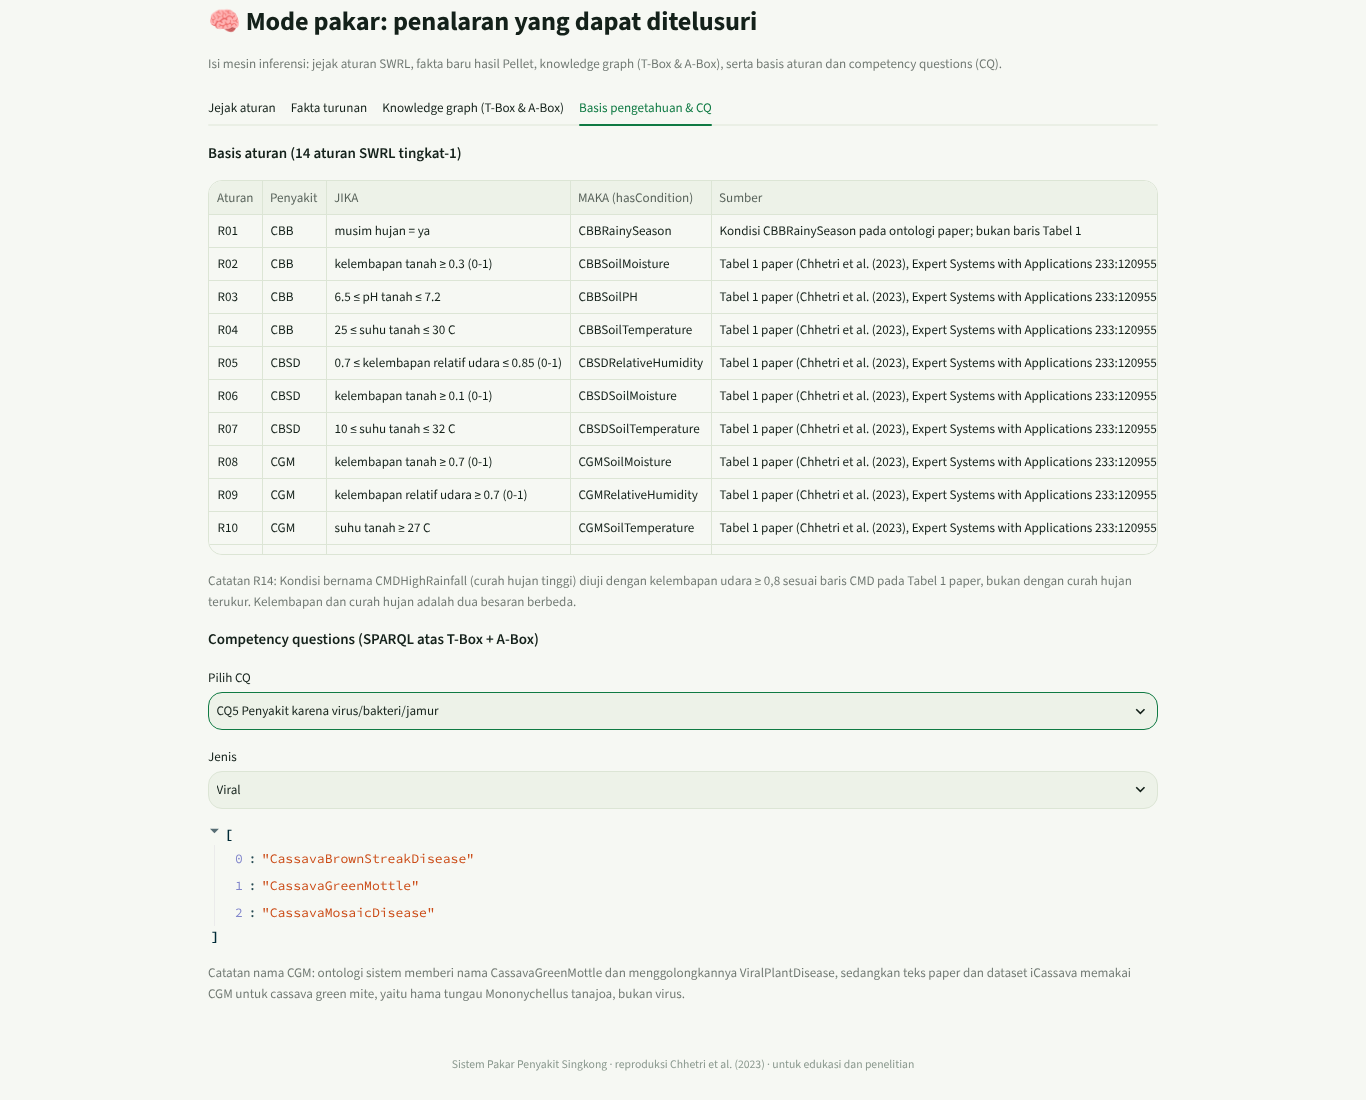 🧠 Mode pakar: penalaran yang dapat ditelusuri
Isi mesin inferensi: jejak aturan SWRL, fakta baru hasil Pellet, knowledge graph (T-Box & A-Box), serta basis aturan dan competency questions (CQ).
Jejak aturan Fakta turunan Knowledge graph (T-Box & A-Box) Basis pengetahuan & CQ
Basis aturan (14 aturan SWRL tingkat-1)
Aturan Penyakit JIKA MAKA (hasCondition) Sumber
R01 CBB musim hujan = ya CBBRainySeason Kondisi CBBRainySeason pada ontologi paper; bukan baris Tabel 1
R02 CBB kelembapan tanah ≥ 0.3 (0-1) CBBSoilMoisture Tabel 1 paper (Chhetri et al. (2023), Expert Systems with Applications 233:120955
R03 CBB 6.5 ≤ pH tanah ≤ 7.2 CBBSoilPH Tabel 1 paper (Chhetri et al. (2023), Expert Systems with Applications 233:120955
R04 CBB 25 ≤ suhu tanah ≤ 30 C CBBSoilTemperature Tabel 1 paper (Chhetri et al. (2023), Expert Systems with Applications 233:120955
R05 CBSD 0.7 ≤ kelembapan relatif udara ≤ 0.85 (0-1) CBSDRelativeHumidity Tabel 1 paper (Chhetri et al. (2023), Expert Systems with Applications 233:120955
R06 CBSD kelembapan tanah ≥ 0.1 (0-1) CBSDSoilMoisture Tabel 1 paper (Chhetri et al. (2023), Expert Systems with Applications 233:120955
R07 CBSD 10 ≤ suhu tanah ≤ 32 C CBSDSoilTemperature Tabel 1 paper (Chhetri et al. (2023), Expert Systems with Applications 233:120955
R08 CGM kelembapan tanah ≥ 0.7 (0-1) CGMSoilMoisture Tabel 1 paper (Chhetri et al. (2023), Expert Systems with Applications 233:120955
R09 CGM kelembapan relatif udara ≥ 0.7 (0-1) CGMRelativeHumidity Tabel 1 paper (Chhetri et al. (2023), Expert Systems with Applications 233:120955
R10 CGM suhu tanah ≥ 27 C CGMSoilTemperature Tabel 1 paper (Chhetri et al. (2023), Expert Systems with Applications 233:120955
Catatan R14: Kondisi bernama CMDHighRainfall (curah hujan tinggi) diuji dengan kelembapan udara ≥ 0,8 sesuai baris CMD pada Tabel 1 paper, bukan dengan curah hujan
terukur. Kelembapan dan curah hujan adalah dua besaran berbeda.
Competency questions (SPARQL atas T-Box + A-Box)
Pilih CQ
CQ5 Penyakit karena virus/bakteri/jamur
Jenis
Viral
[
0 : "CassavaBrownStreakDisease"
1 : "CassavaGreenMottle"
2 : "CassavaMosaicDisease"
]
Catatan nama CGM: ontologi sistem memberi nama CassavaGreenMottle dan menggolongkannya ViralPlantDisease, sedangkan teks paper dan dataset iCassava memakai
CGM untuk cassava green mite, yaitu hama tungau Mononychellus tanajoa, bukan virus.
Sistem Pakar Penyakit Singkong · reproduksi Chhetri et al. (2023) · untuk edukasi dan penelitian